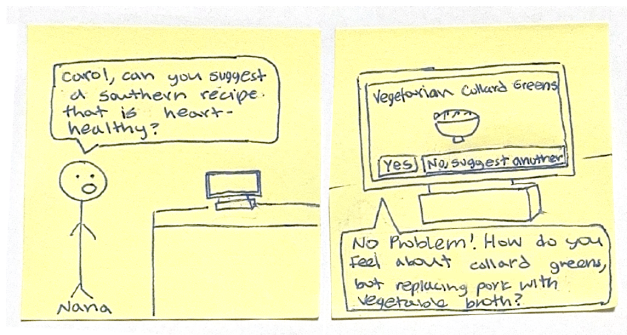 Carol, can you suggest
a southern recipe
that is heart-
healthy?
Nana
Vegetarian Collard Greens
Yes
No, suggest another
No Problem! How do you
feel about collard greens,
but replacing pork with
vegetable broth?